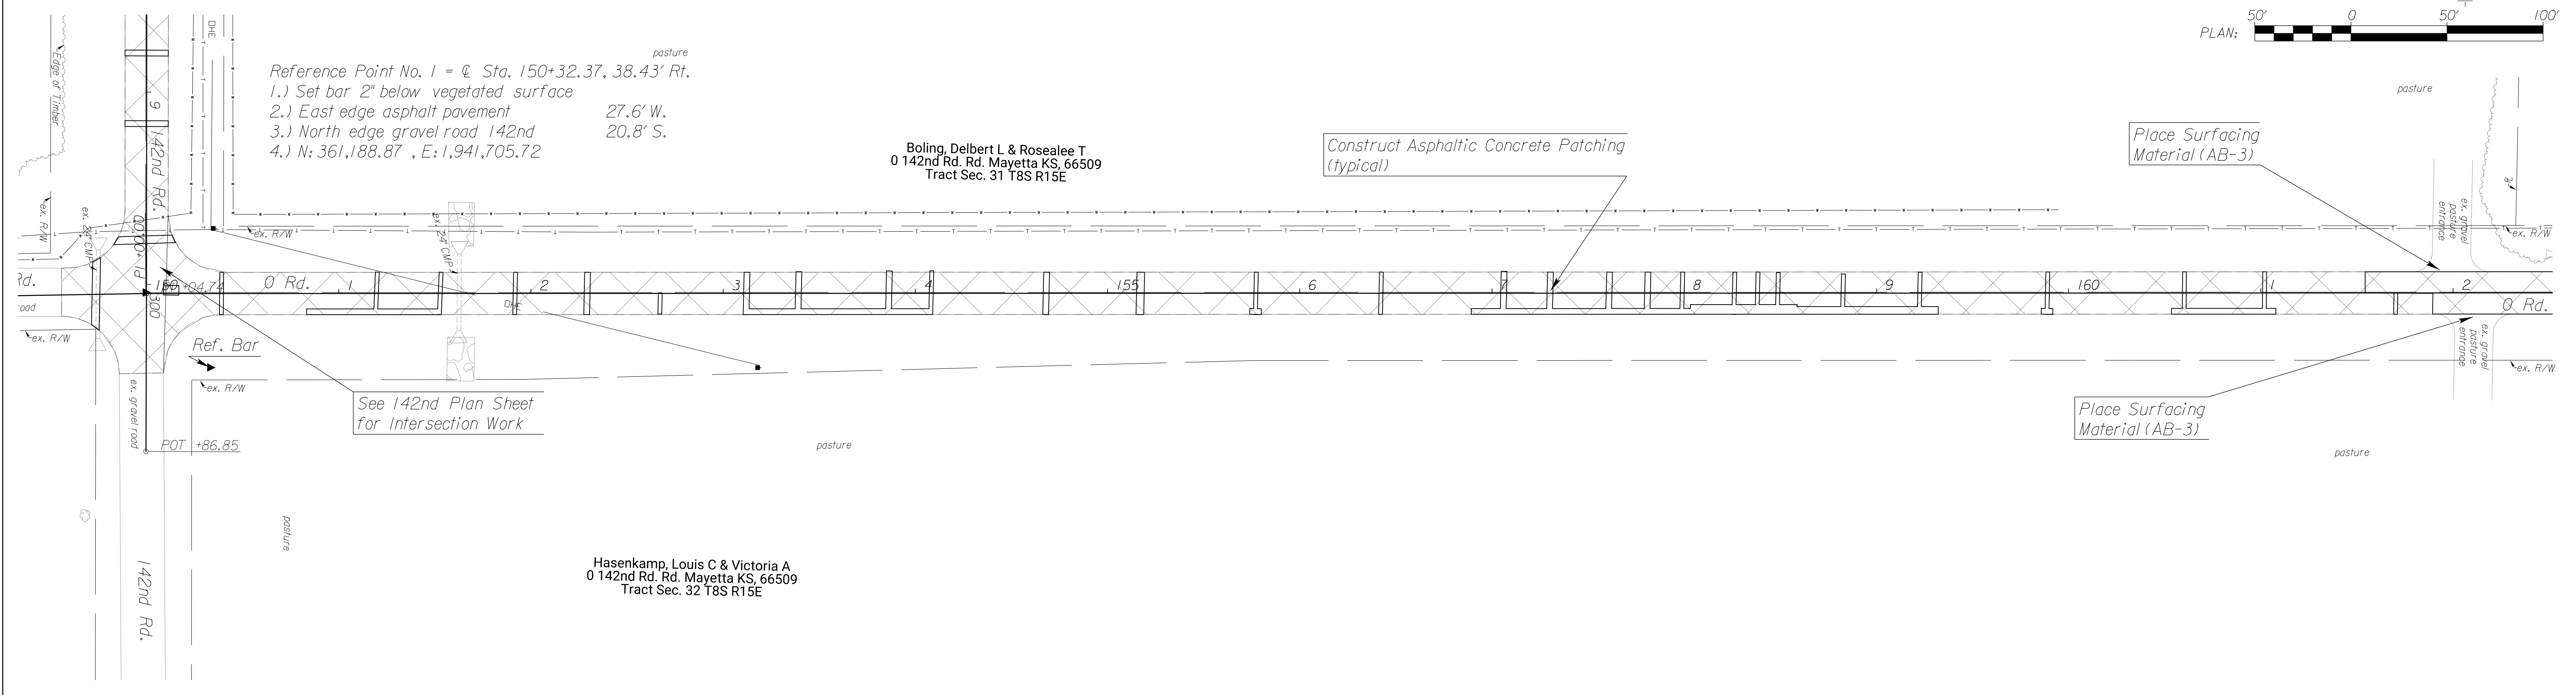 50' 0 50' 100'
PLAN:
OHE
Edge of Timber
pasture
Reference Point No. 1 = ℄ Sta. 150+32.37, 38.43' Rt.
1.) Set bar 2" below vegetated surface
2.) East edge asphalt pavement 27.6' W.
3.) North edge gravel road 142nd 20.8' S.
4.) N: 361,188.87 , E: 1,941,705.72
pasture
9
142nd Rd.
Boling, Delbert L & Rosealee T
0 142nd Rd. Rd. Mayetta KS, 66509
Tract Sec. 31 T8S R15E
Construct Asphaltic Concrete Patching
(typical)
Place Surfacing
Material (AB-3)
ex. R/W
ex. 24" CMP
ex. R/W
ex. 24" CMP
ex. gravel
pasture
entrance
ex. R/W
Rd.
road
150
+04.74
O Rd. 1 2 3 4 155 6 7 8 9 160 1 2
O Rd.
OHE
ex. R/W
Ref. Bar
ex. R/W
ex. gravel
pasture
entrance
ex. R/W
See 142nd Plan Sheet
for Intersection Work
Place Surfacing
Material (AB-3)
ex. gravel road
POT +86.85
pasture
pasture
pasture
142nd Rd.
Hasenkamp, Louis C & Victoria A
0 142nd Rd. Rd. Mayetta KS, 66509
Tract Sec. 32 T8S R15E